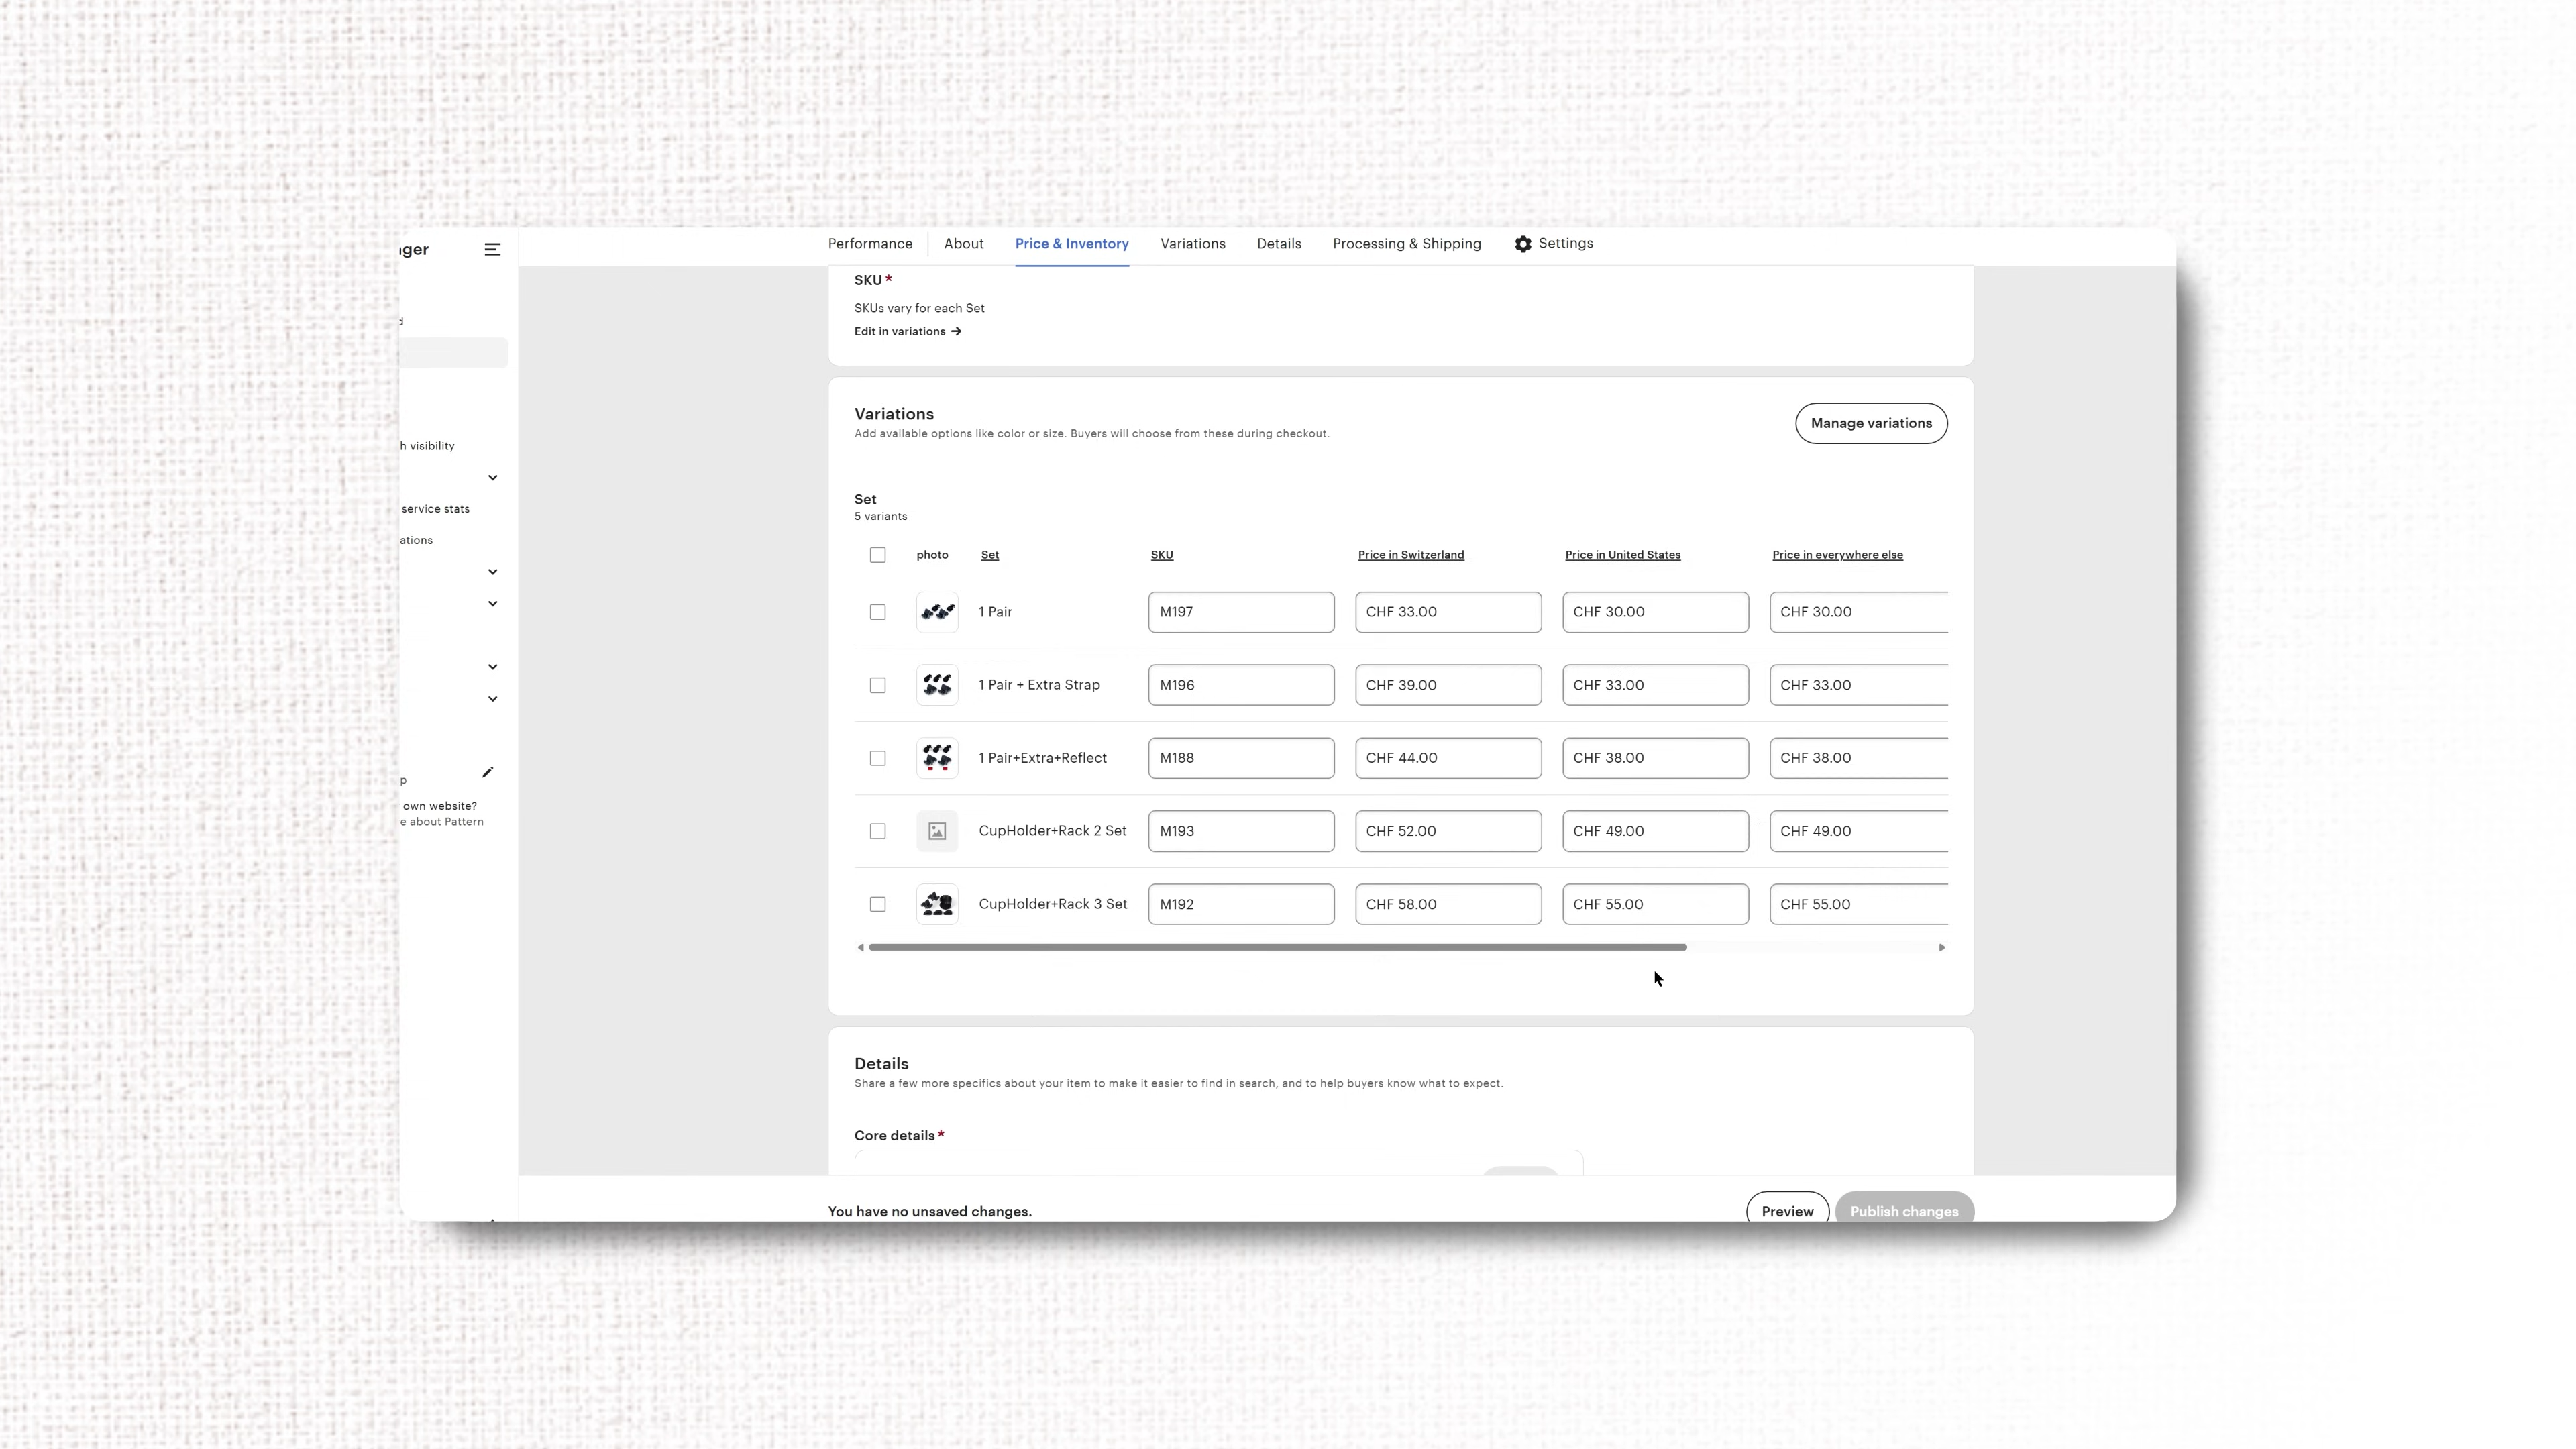 ger
Performance About Price & Inventory Variations Details Processing & Shipping Settings
SKU *
SKUs vary for each Set
Edit in variations →
d
h visibility
service stats
ations
p
own website?
e about Pattern
Variations
Manage variations
Add available options like color or size. Buyers will choose from these during checkout.
Set
5 variants
photo Set SKU Price in Switzerland Price in United States Price in everywhere else
1 Pair M197 CHF 33.00 CHF 30.00 CHF 30.00
1 Pair + Extra Strap M196 CHF 39.00 CHF 33.00 CHF 33.00
1 Pair+Extra+Reflect M188 CHF 44.00 CHF 38.00 CHF 38.00
CupHolder+Rack 2 Set M193 CHF 52.00 CHF 49.00 CHF 49.00
CupHolder+Rack 3 Set M192 CHF 58.00 CHF 55.00 CHF 55.00
Details
Share a few more specifics about your item to make it easier to find in search, and to help buyers know what to expect.
Core details *
You have no unsaved changes. Preview Publish changes